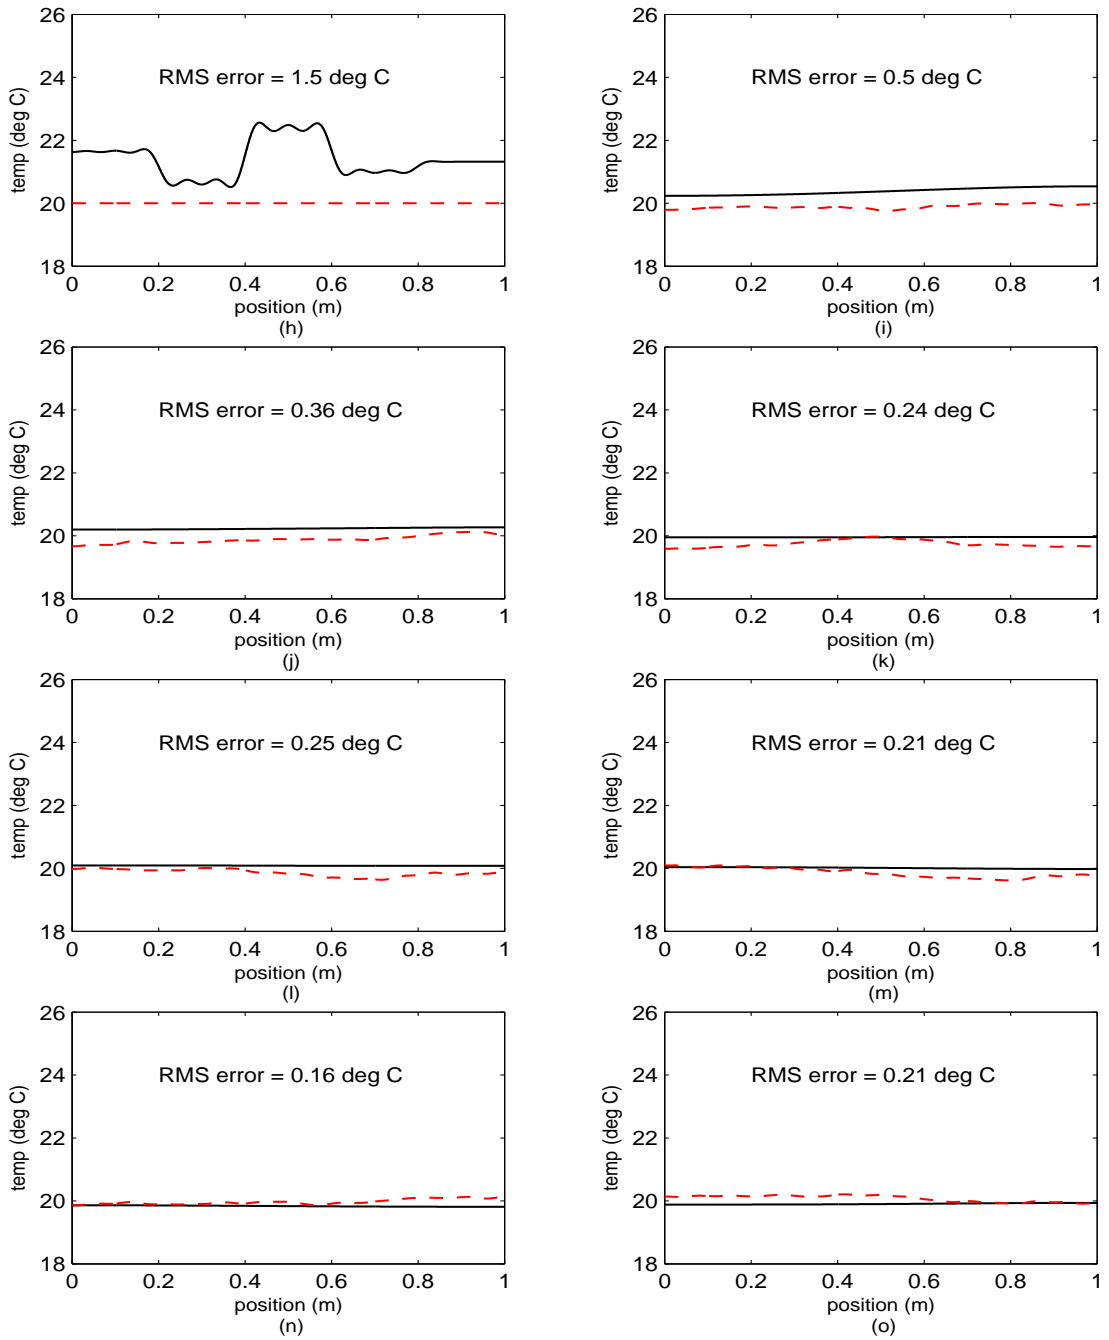 26
24
22
20
18
temp (deg C)
RMS error = 1.5 deg C
0 0.2 0.4 0.6 0.8 1
position (m)
(h)
26
24
22
20
18
temp (deg C)
RMS error = 0.5 deg C
0 0.2 0.4 0.6 0.8 1
position (m)
(i)
26
24
22
20
18
temp (deg C)
RMS error = 0.36 deg C
0 0.2 0.4 0.6 0.8 1
position (m)
(j)
26
24
22
20
18
temp (deg C)
RMS error = 0.24 deg C
0 0.2 0.4 0.6 0.8 1
position (m)
(k)
26
24
22
20
18
temp (deg C)
RMS error = 0.25 deg C
0 0.2 0.4 0.6 0.8 1
position (m)
(l)
26
24
22
20
18
temp (deg C)
RMS error = 0.21 deg C
0 0.2 0.4 0.6 0.8 1
position (m)
(m)
26
24
22
20
18
temp (deg C)
RMS error = 0.16 deg C
0 0.2 0.4 0.6 0.8 1
position (m)
(n)
26
24
22
20
18
temp (deg C)
RMS error = 0.21 deg C
0 0.2 0.4 0.6 0.8 1
position (m)
(o)